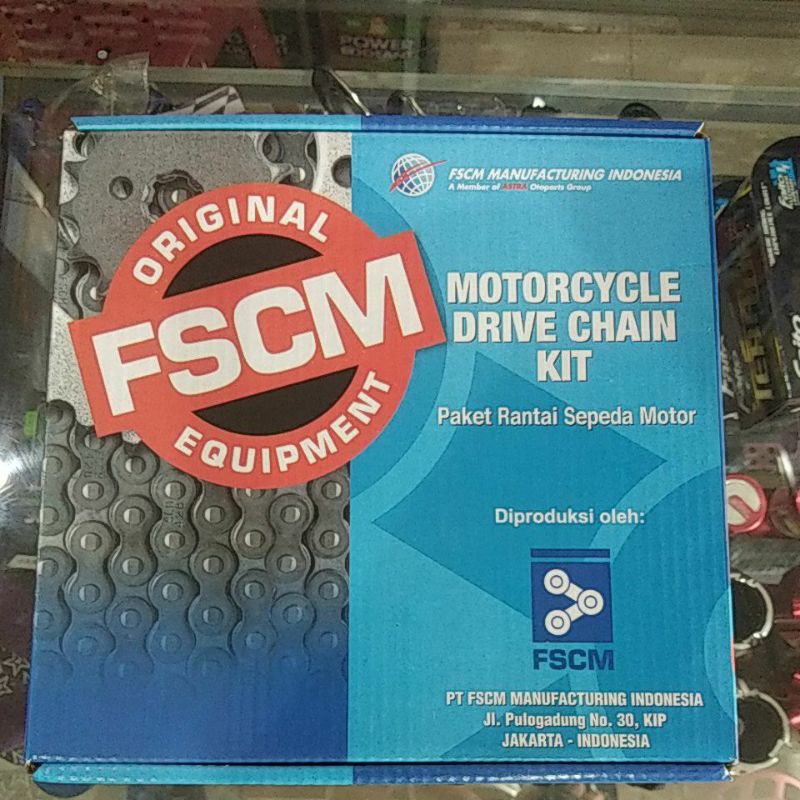 ORIGINAL
FSCM
EQUIPMENT
FSCM MANUFACTURING INDONESIA
A Member of ASTRA Otoparts Group
MOTORCYCLE
DRIVE CHAIN
KIT
Paket Rantai Sepeda Motor
Diproduksi oleh:
FSCM
PT FSCM MANUFACTURING INDONESIA
Jl. Pulogadung No. 30, KIP
JAKARTA - INDONESIA
POWER